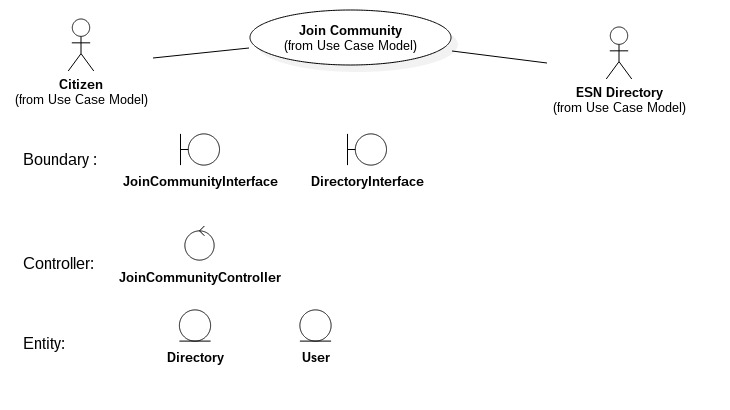 Join Community
(from Use Case Model)
Citizen
(from Use Case Model)
ESN Directory
(from Use Case Model)
Boundary :
JoinCommunityInterface
DirectoryInterface
Controller:
JoinCommunityController
Entity:
Directory
User